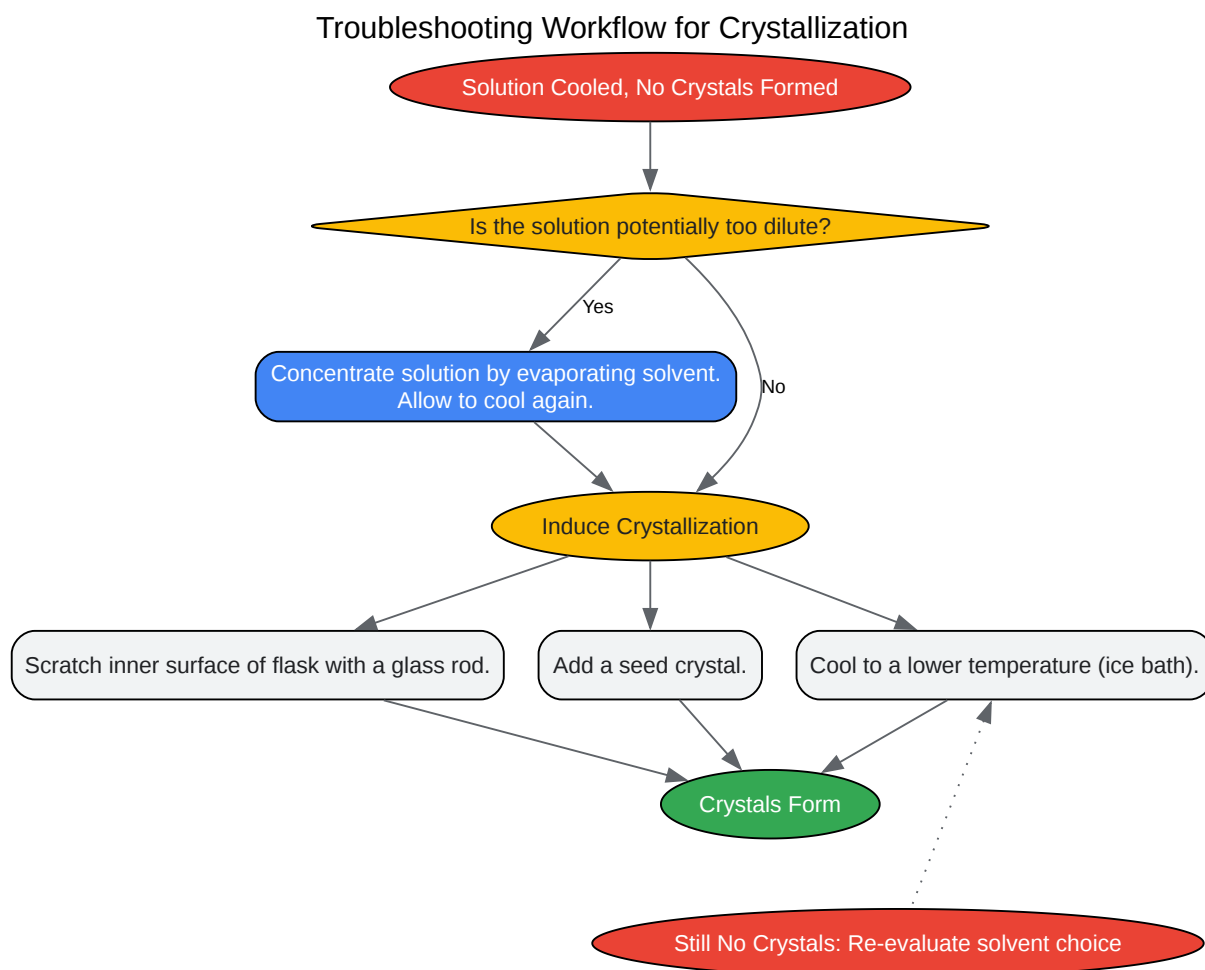 Troubleshooting Workflow for Crystallization
Solution Cooled, No Crystals Formed
Is the solution potentially too dilute?
Yes
Concentrate solution by evaporating solvent.
Allow to cool again.
No
Induce Crystallization
Scratch inner surface of flask with a glass rod.
Add a seed crystal.
Cool to a lower temperature (ice bath).
Crystals Form
Still No Crystals: Re-evaluate solvent choice